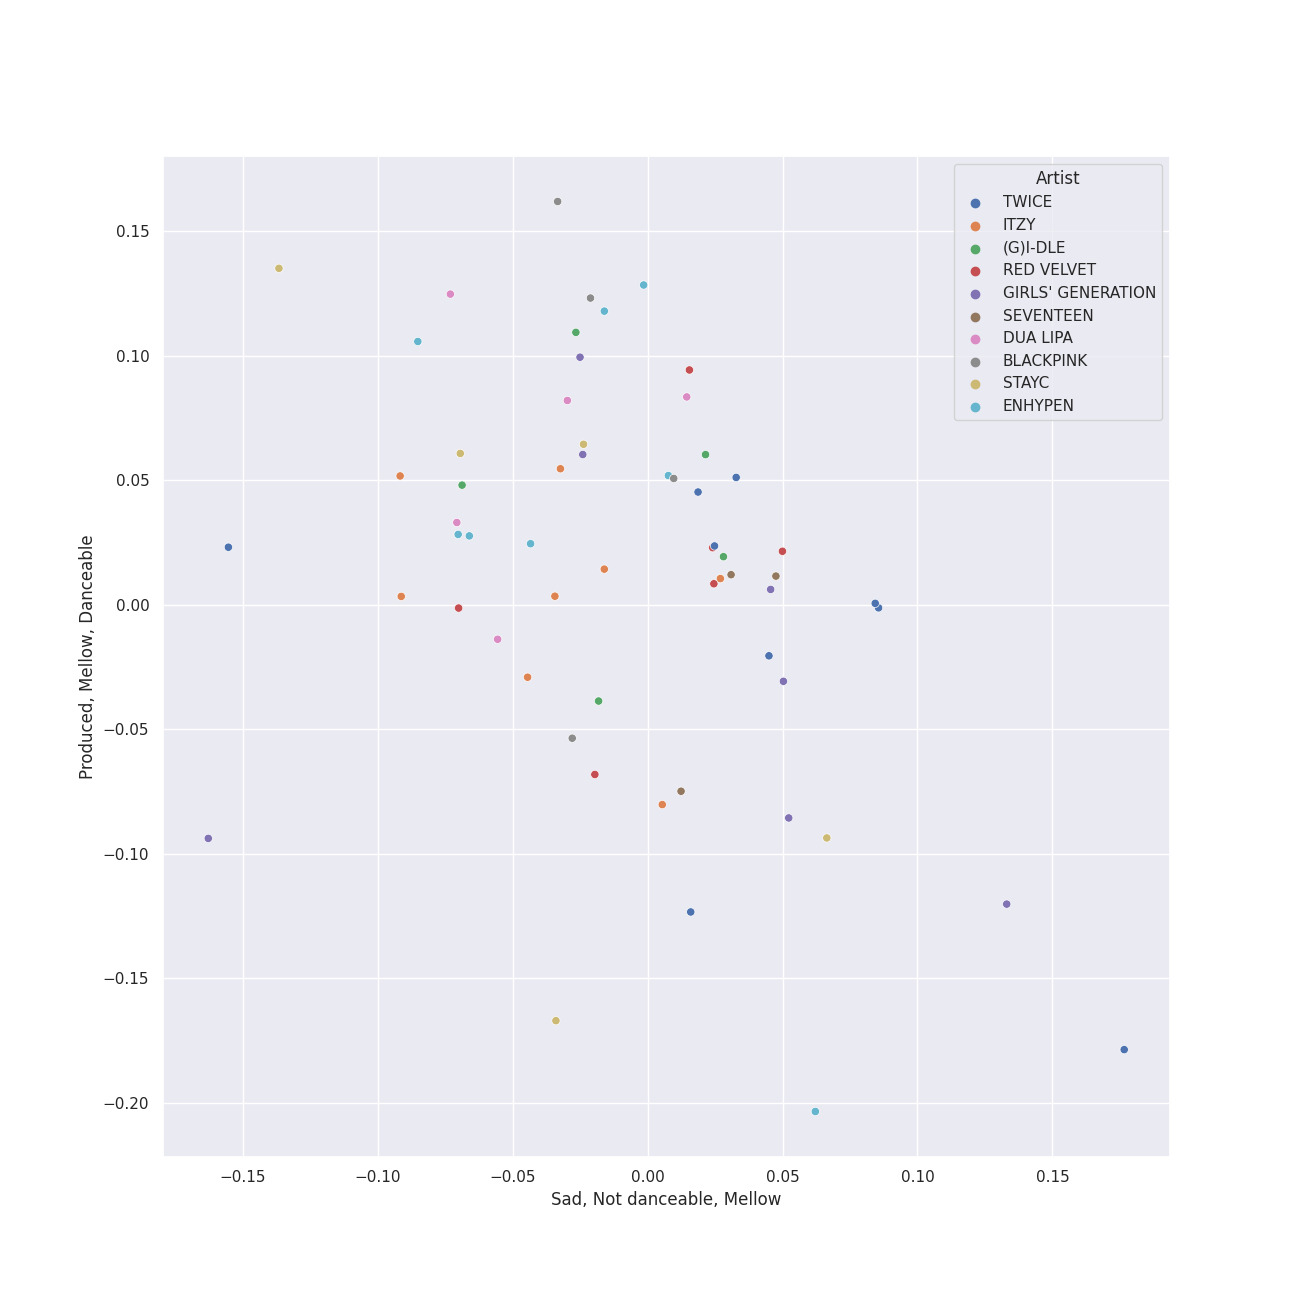 Artist
TWICE
ITZY
(G)I-DLE
RED VELVET
GIRLS' GENERATION
SEVENTEEN
DUA LIPA
BLACKPINK
STAYC
ENHYPEN
0.15
0.10
0.05
0.00
−0.05
−0.10
−0.15
−0.20
Produced, Mellow, Danceable
−0.15 −0.10 −0.05 0.00 0.05 0.10 0.15
Sad, Not danceable, Mellow